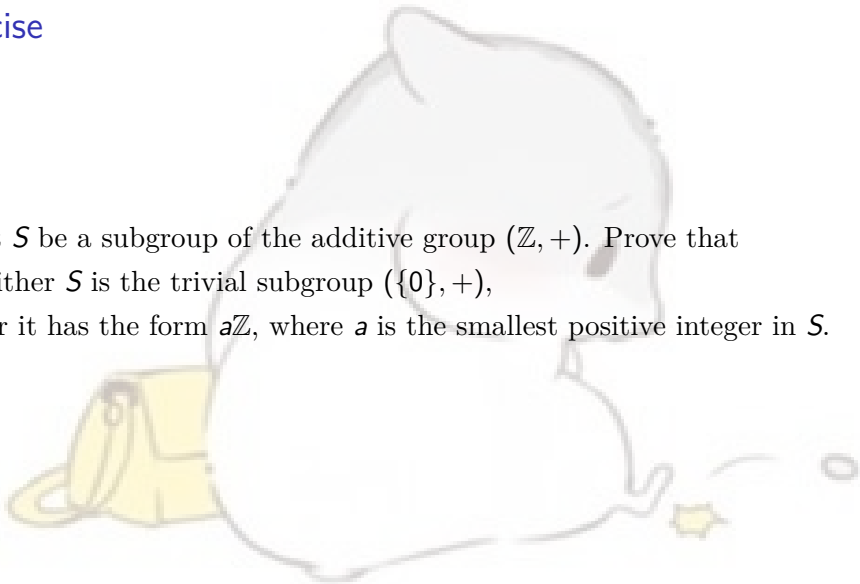 cise
S be a subgroup of the additive group (ℤ, +). Prove that
ither S is the trivial subgroup ({0}, +),
r it has the form aℤ, where a is the smallest positive integer in S.